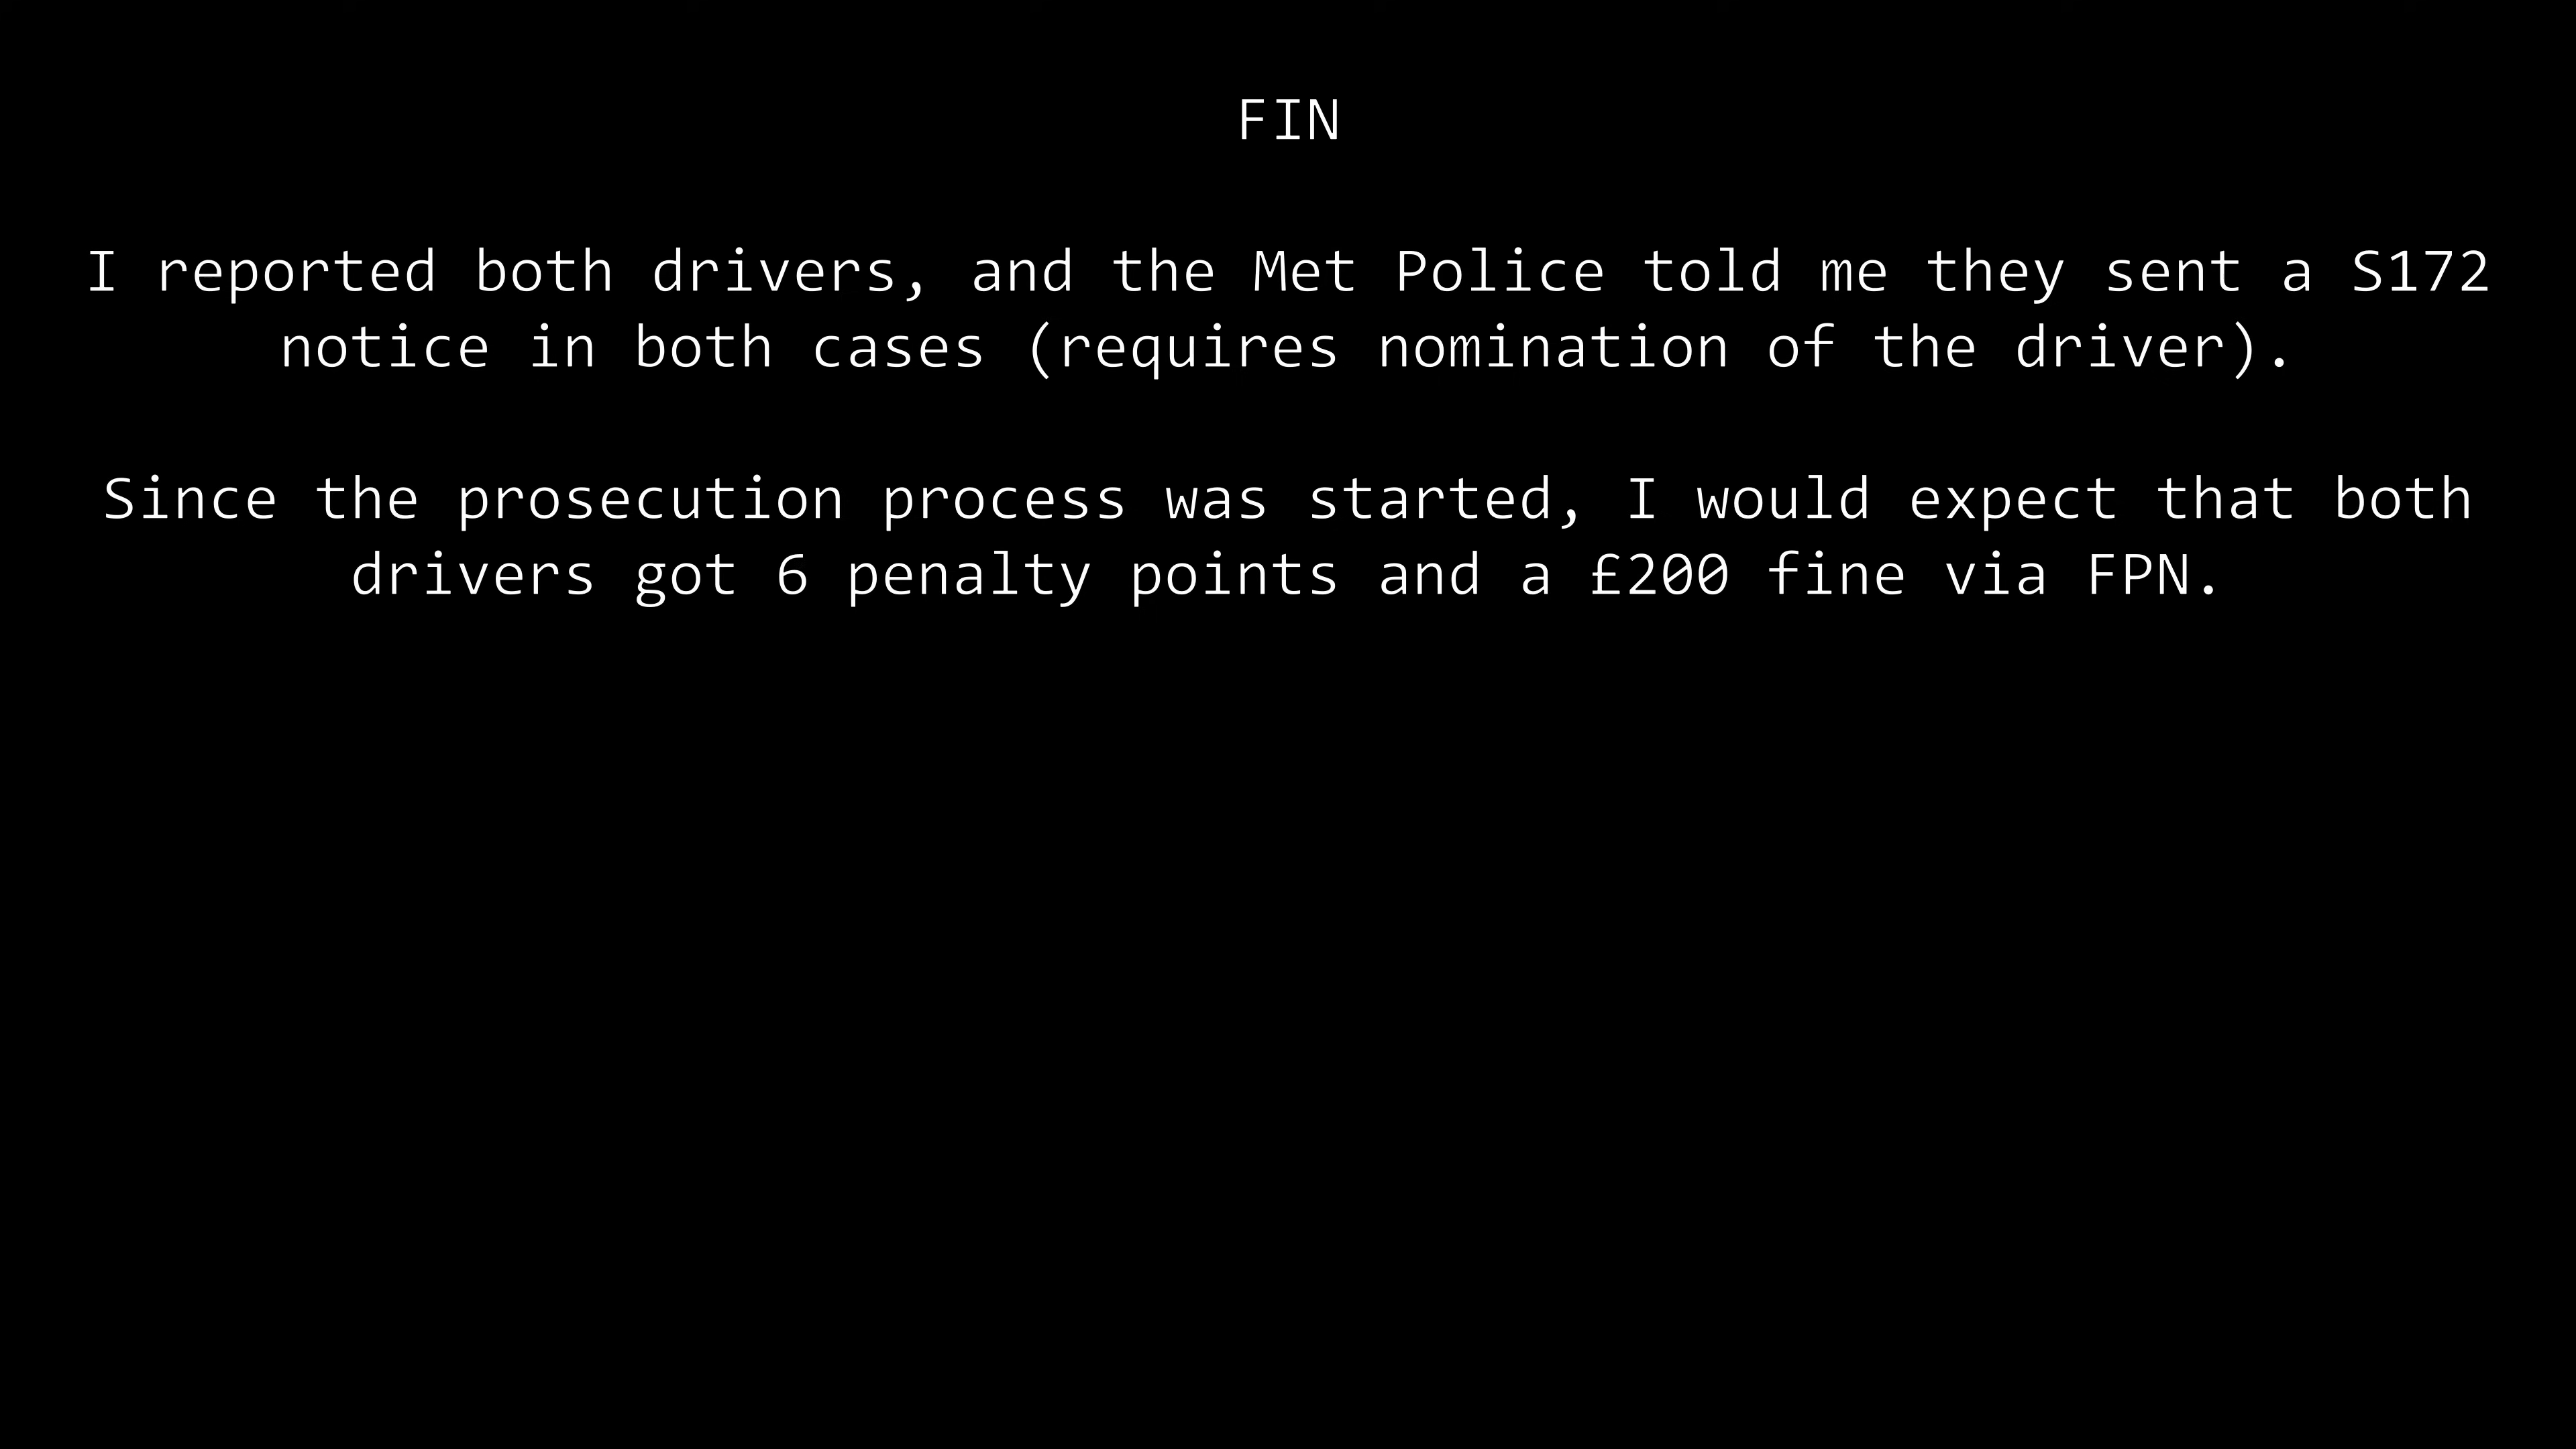 FIN
I reported both drivers, and the Met Police told me they sent a S172
notice in both cases (requires nomination of the driver).
Since the prosecution process was started, I would expect that both
drivers got 6 penalty points and a £200 fine via FPN.